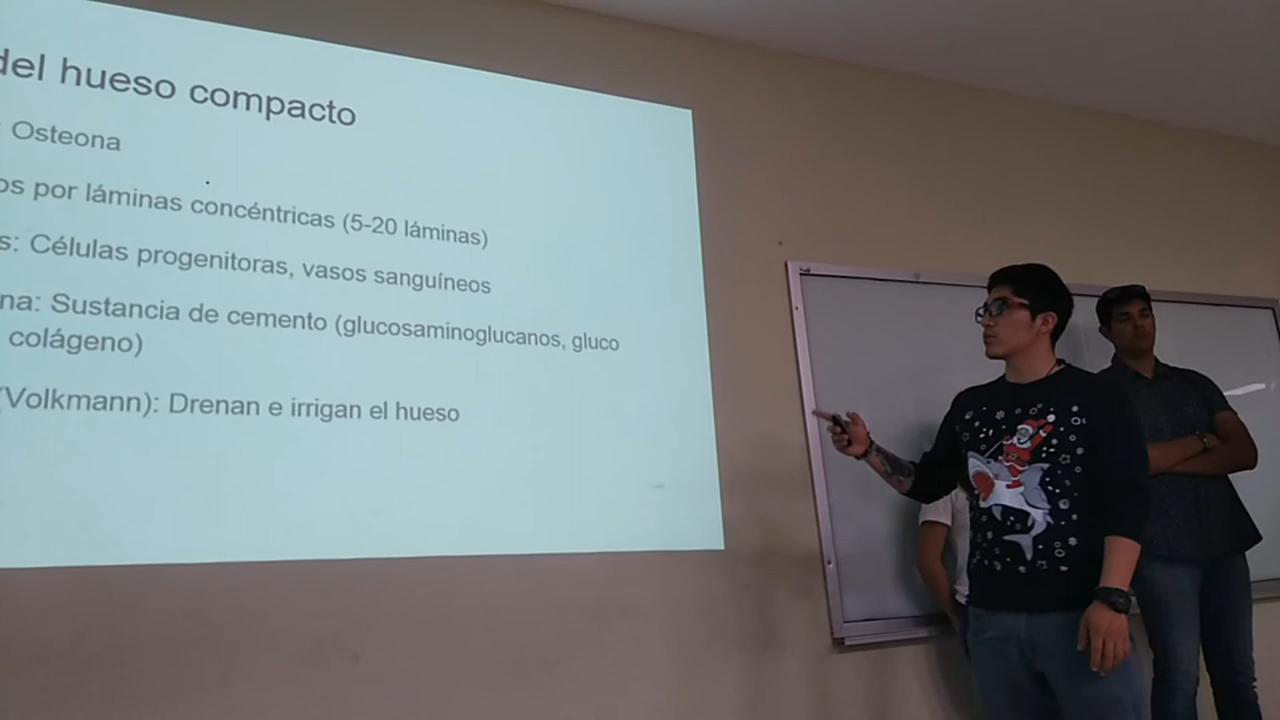 del hueso compacto
: Osteona
os por láminas concéntricas (5-20 láminas)
s: Células progenitoras, vasos sanguíneos
na: Sustancia de cemento (glucosaminoglucanos, gluco
colágeno)
(Volkmann): Drenan e irrigan el hueso